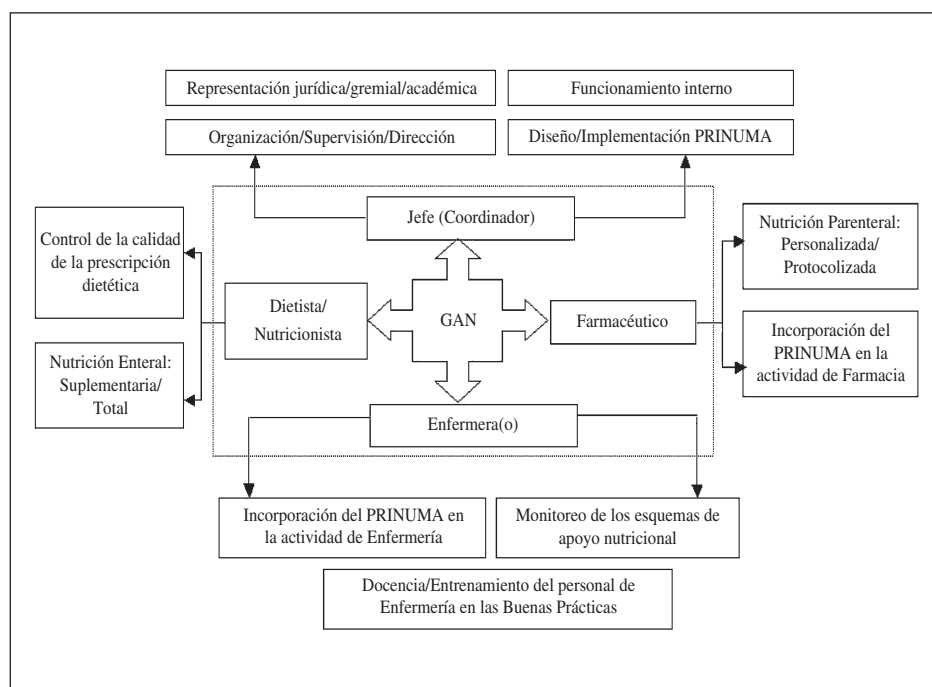 Representación jurídica/gremial/académica
Funcionamiento interno
Organización/Supervisión/Dirección
Diseño/Implementación PRINUMA
Jefe (Coordinador)
Control de la calidad
de la prescripción
dietética
Nutrición Parenteral:
Personalizada/
Protocolizada
Dietista/
Nutricionista
GAN
Farmacéutico
Nutrición Enteral:
Suplementaria/
Total
Incorporación del
PRINUMA en la
actividad de Farmacia
Enfermera(o)
Incorporación del PRINUMA en
la actividad de Enfermería
Monitoreo de los esquemas de
apoyo nutricional
Docencia/Entrenamiento del personal de
Enfermería en las Buenas Prácticas